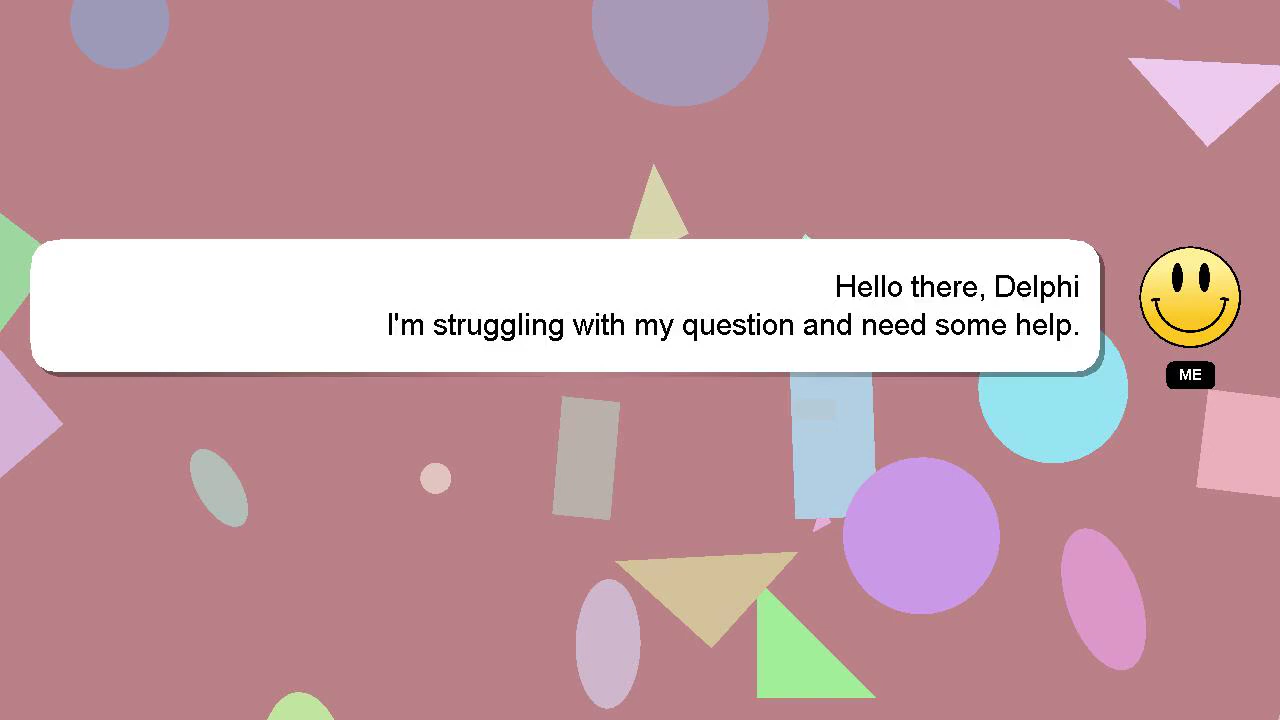 Hello there, Delphi
I'm struggling with my question and need some help.
ME